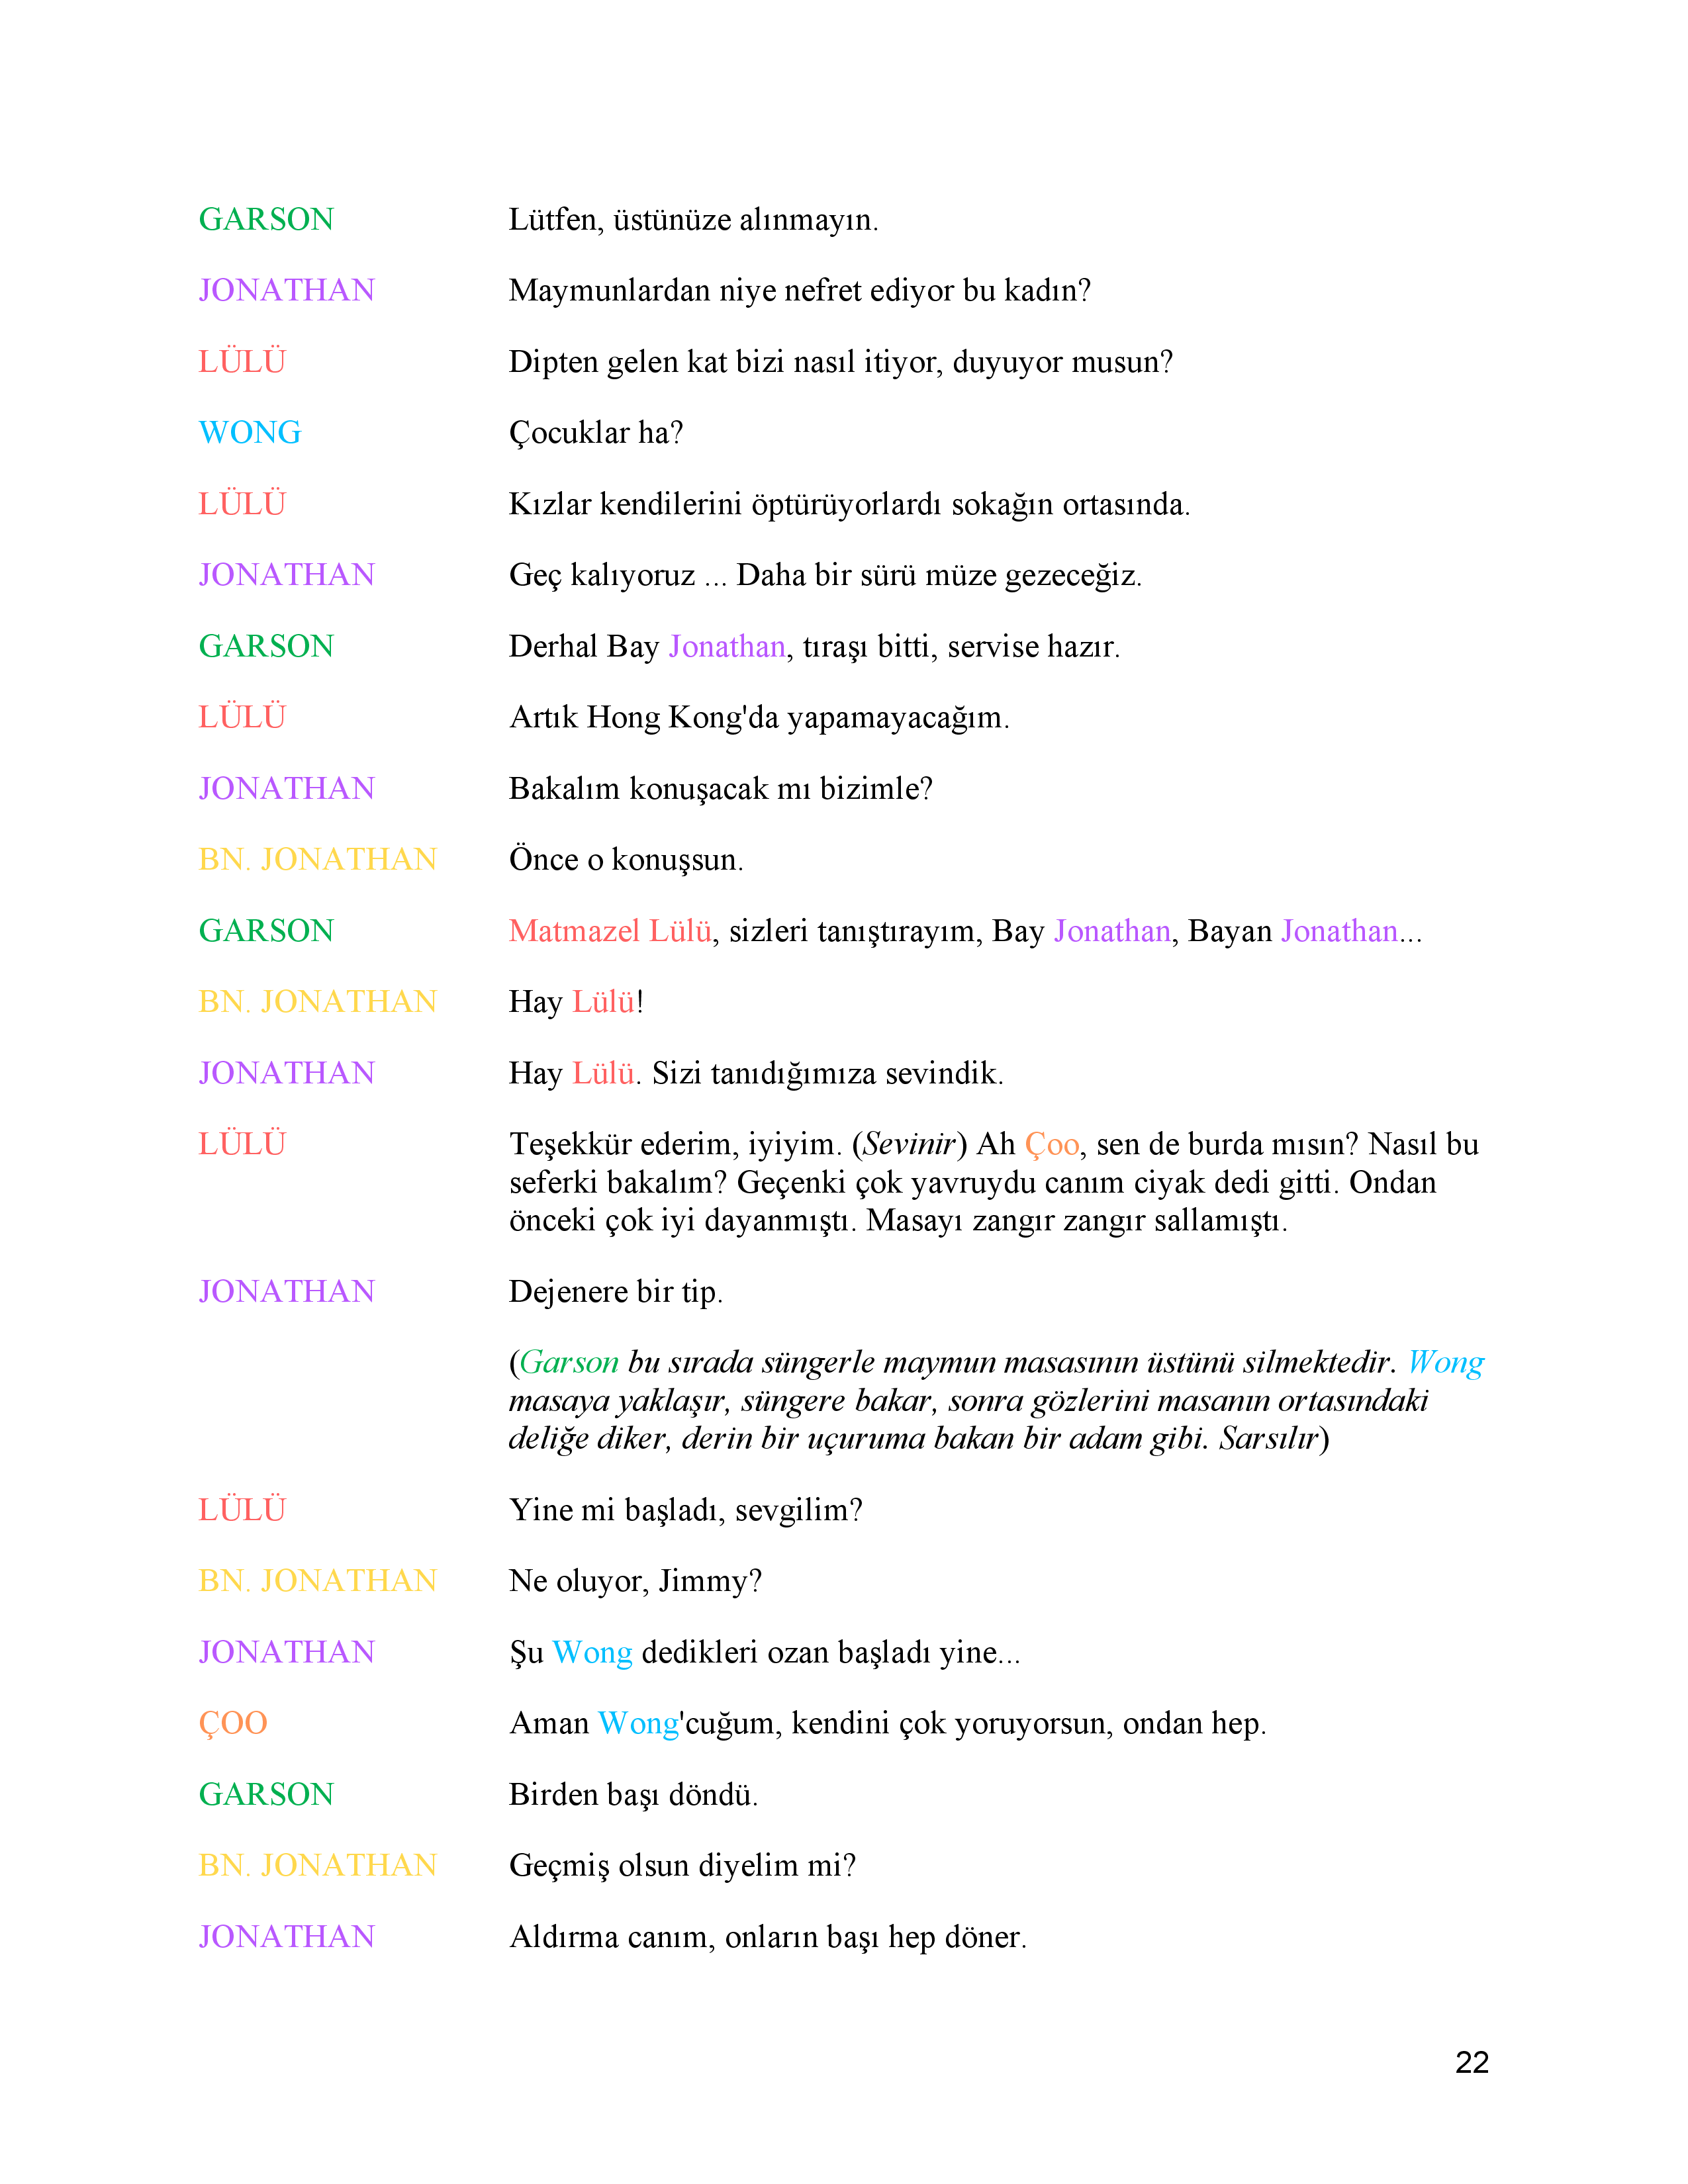 GARSON Lütfen, üstünüze alınmayın.
JONATHAN Maymunlardan niye nefret ediyor bu kadın?
LÜLÜ Dipten gelen kat bizi nasıl itiyor, duyuyor musun?
WONG Çocuklar ha?
LÜLÜ Kızlar kendilerini öptürüyorlardı sokağın ortasında.
JONATHAN Geç kalıyoruz ... Daha bir sürü müze gezeceğiz.
GARSON Derhal Bay Jonathan, tıraşı bitti, servise hazır.
LÜLÜ Artık Hong Kong'da yapamayacağım.
JONATHAN Bakalım konuşacak mı bizimle?
BN. JONATHAN Önce o konuşsun.
GARSON Matmazel Lülü, sizleri tanıştırayım, Bay Jonathan, Bayan Jonathan...
BN. JONATHAN Hay Lülü!
JONATHAN Hay Lülü. Sizi tanıdığımıza sevindik.
LÜLÜ Teşekkür ederim, iyiyim. (Sevinir) Ah Çoo, sen de burda mısın? Nasıl bu
seferki bakalım? Geçenki çok yavruydu canım ciyak dedi gitti. Ondan
önceki çok iyi dayanmıştı. Masayı zangır zangır sallamıştı.
JONATHAN Dejenere bir tip.
(Garson bu sırada süngerle maymun masasının üstünü silmektedir. Wong
masaya yaklaşır, süngere bakar, sonra gözlerini masanın ortasındaki
deliğe diker, derin bir uçuruma bakan bir adam gibi. Sarsılır)
LÜLÜ Yine mi başladı, sevgilim?
BN. JONATHAN Ne oluyor, Jimmy?
JONATHAN Şu Wong dedikleri ozan başladı yine...
ÇOO Aman Wong'cuğum, kendini çok yoruyorsun, ondan hep.
GARSON Birden başı döndü.
BN. JONATHAN Geçmiş olsun diyelim mi?
JONATHAN Aldırma canım, onların başı hep döner.
22